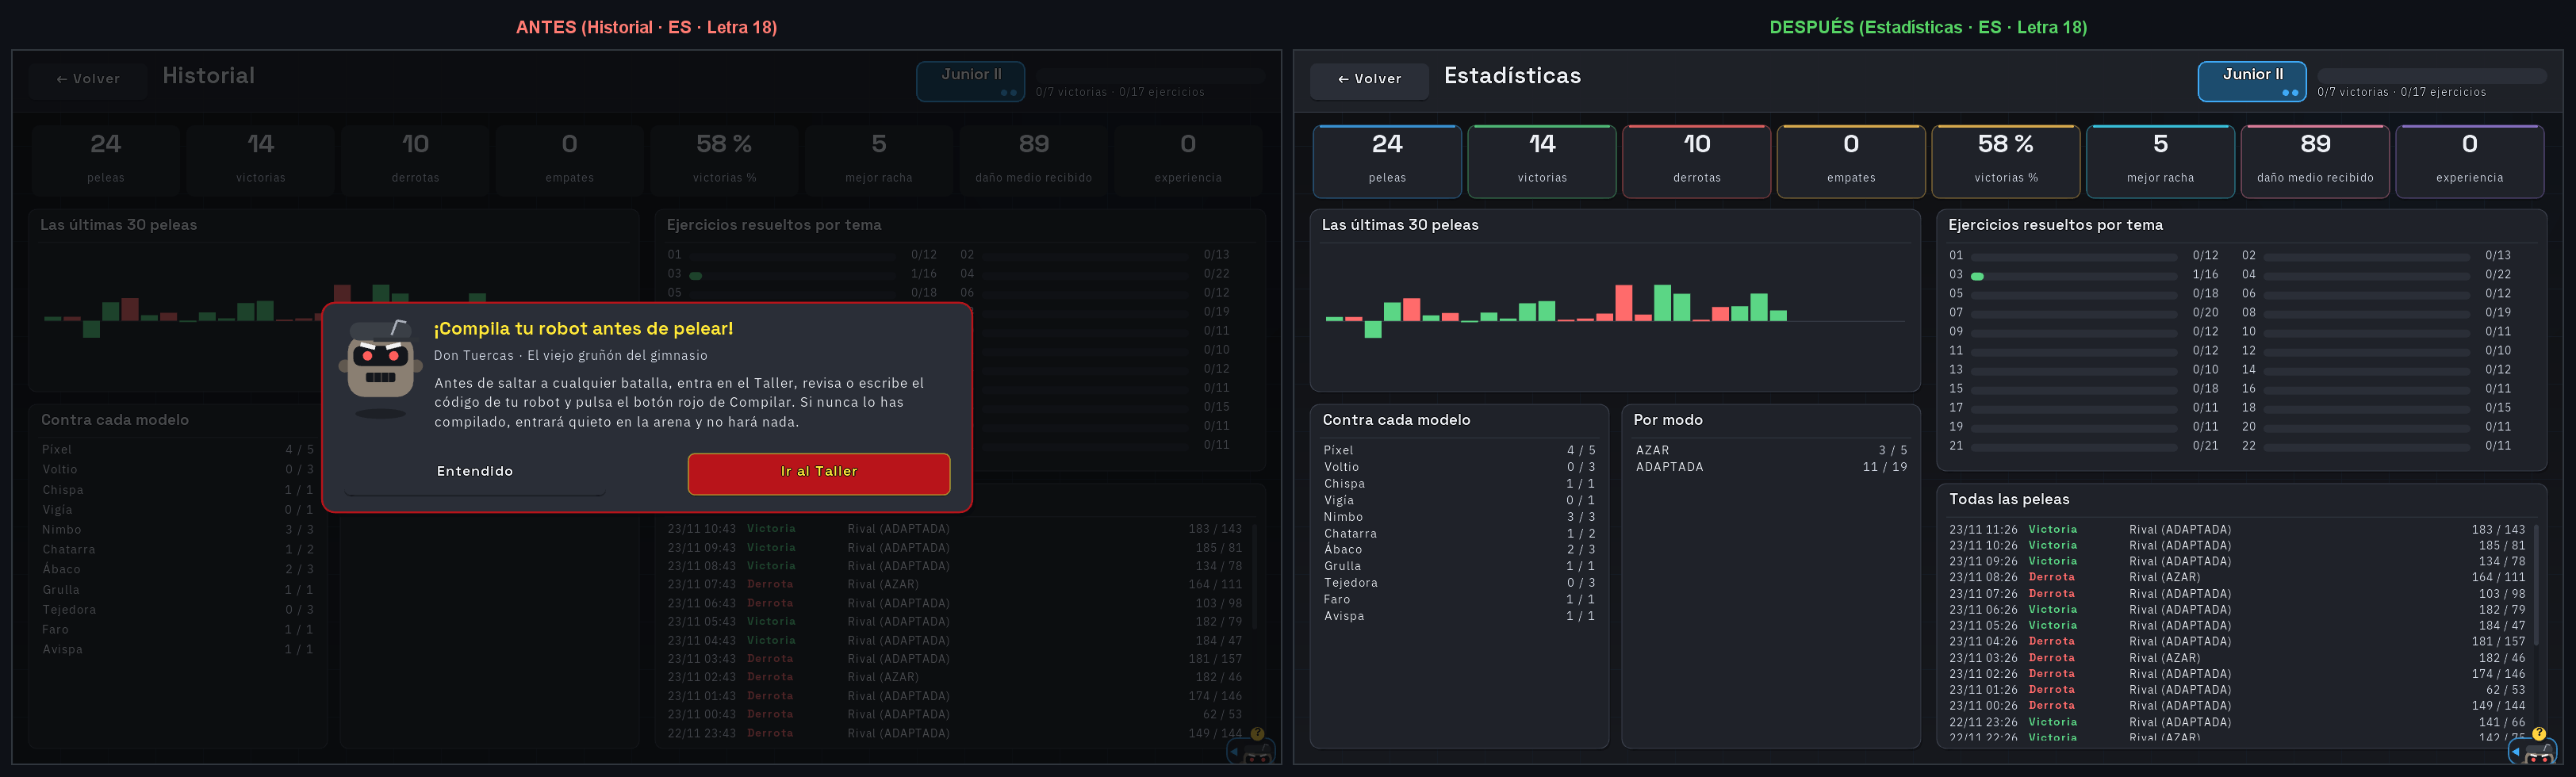 ANTES (Historial · ES · Letra 18)
← Volver
Historial
Junior II
0/7 victorias · 0/17 ejercicios
24
peleas
14
victorias
10
derrotas
0
empates
58 %
victorias %
5
mejor racha
89
daño medio recibido
0
experiencia
Las últimas 30 peleas
Ejercicios resueltos por tema
01 0/12 02 0/13
03 1/16 04 0/22
05 0/18 06 0/12
0/19
0/11
0/10
0/12
0/11
0/15
0/11
0/11
¡Compila tu robot antes de pelear!
Don Tuercas · El viejo gruñón del gimnasio
Antes de saltar a cualquier batalla, entra en el Taller, revisa o escribe el
código de tu robot y pulsa el botón rojo de Compilar. Si nunca lo has
compilado, entrará quieto en la arena y no hará nada.
Entendido
Ir al Taller
Contra cada modelo
Píxel 4 / 5
Voltio 0 / 3
Chispa 1 / 1
Vigía 0 / 1
Nimbo 3 / 3
Chatarra 1 / 2
Ábaco 2 / 3
Grulla 1 / 1
Tejedora 0 / 3
Faro 1 / 1
Avispa 1 / 1
23/11 10:43 Victoria Rival (ADAPTADA) 183 / 143
23/11 09:43 Victoria Rival (ADAPTADA) 185 / 81
23/11 08:43 Victoria Rival (ADAPTADA) 134 / 78
23/11 07:43 Derrota Rival (AZAR) 164 / 111
23/11 06:43 Derrota Rival (ADAPTADA) 103 / 98
23/11 05:43 Victoria Rival (ADAPTADA) 182 / 79
23/11 04:43 Victoria Rival (ADAPTADA) 184 / 47
23/11 03:43 Derrota Rival (ADAPTADA) 181 / 157
23/11 02:43 Derrota Rival (AZAR) 182 / 46
23/11 01:43 Derrota Rival (ADAPTADA) 174 / 146
23/11 00:43 Derrota Rival (ADAPTADA) 62 / 53
22/11 23:43 Derrota Rival (ADAPTADA) 149 / 144
?
DESPUÉS (Estadísticas · ES · Letra 18)
← Volver
Estadísticas
Junior II
0/7 victorias · 0/17 ejercicios
24
peleas
14
victorias
10
derrotas
0
empates
58 %
victorias %
5
mejor racha
89
daño medio recibido
0
experiencia
Las últimas 30 peleas
Contra cada modelo
Píxel 4 / 5
Voltio 0 / 3
Chispa 1 / 1
Vigía 0 / 1
Nimbo 3 / 3
Chatarra 1 / 2
Ábaco 2 / 3
Grulla 1 / 1
Tejedora 0 / 3
Faro 1 / 1
Avispa 1 / 1
Por modo
AZAR 3 / 5
ADAPTADA 11 / 19
Ejercicios resueltos por tema
01 0/12 02 0/13
03 1/16 04 0/22
05 0/18 06 0/12
07 0/20 08 0/19
09 0/12 10 0/11
11 0/12 12 0/10
13 0/10 14 0/12
15 0/18 16 0/11
17 0/11 18 0/15
19 0/11 20 0/11
21 0/21 22 0/11
Todas las peleas
23/11 11:26 Victoria Rival (ADAPTADA) 183 / 143
23/11 10:26 Victoria Rival (ADAPTADA) 185 / 81
23/11 09:26 Victoria Rival (ADAPTADA) 134 / 78
23/11 08:26 Derrota Rival (AZAR) 164 / 111
23/11 07:26 Derrota Rival (ADAPTADA) 103 / 98
23/11 06:26 Victoria Rival (ADAPTADA) 182 / 79
23/11 05:26 Victoria Rival (ADAPTADA) 184 / 47
23/11 04:26 Derrota Rival (ADAPTADA) 181 / 157
23/11 03:26 Derrota Rival (AZAR) 182 / 46
23/11 02:26 Derrota Rival (ADAPTADA) 174 / 146
23/11 01:26 Derrota Rival (ADAPTADA) 62 / 53
23/11 00:26 Derrota Rival (ADAPTADA) 149 / 144
22/11 23:26 Victoria Rival (ADAPTADA) 141 / 66
22/11 22:26 Victoria Rival (ADAPTADA)
?